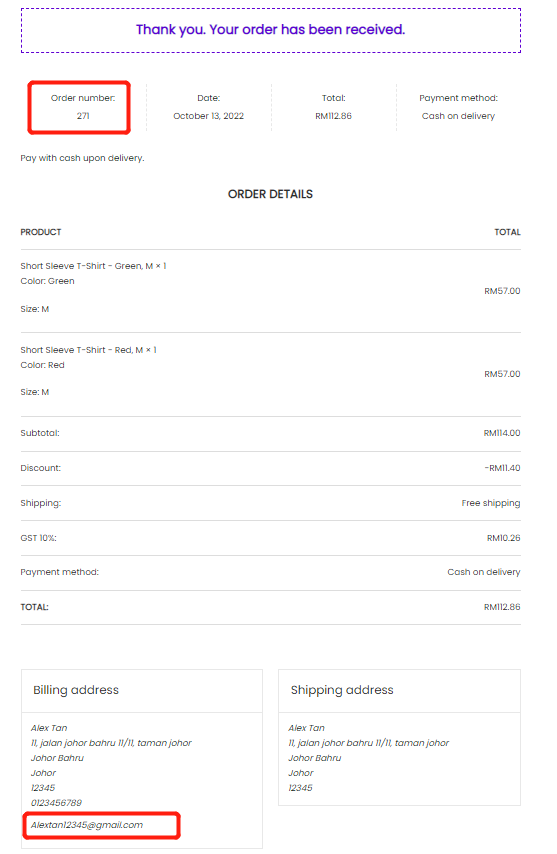 Thank you. Your order has been received.
Order number:
271
Date:
October 13, 2022
Total:
RM112.86
Payment method:
Cash on delivery
Pay with cash upon delivery.
ORDER DETAILS
PRODUCT TOTAL
Short Sleeve T-Shirt - Green, M × 1
Color: Green
RM57.00
Size: M
Short Sleeve T-Shirt - Red, M × 1
Color: Red
RM57.00
Size: M
Subtotal: RM114.00
Discount: -RM11.40
Shipping: Free shipping
GST 10%: RM10.26
Payment method: Cash on delivery
TOTAL: RM112.86
Billing address
Alex Tan
11, jalan johor bahru 11/11, taman johor
Johor Bahru
Johor
12345
0123456789
Alextan12345@gmail.com
Shipping address
Alex Tan
11, jalan johor bahru 11/11, taman johor
Johor Bahru
Johor
12345